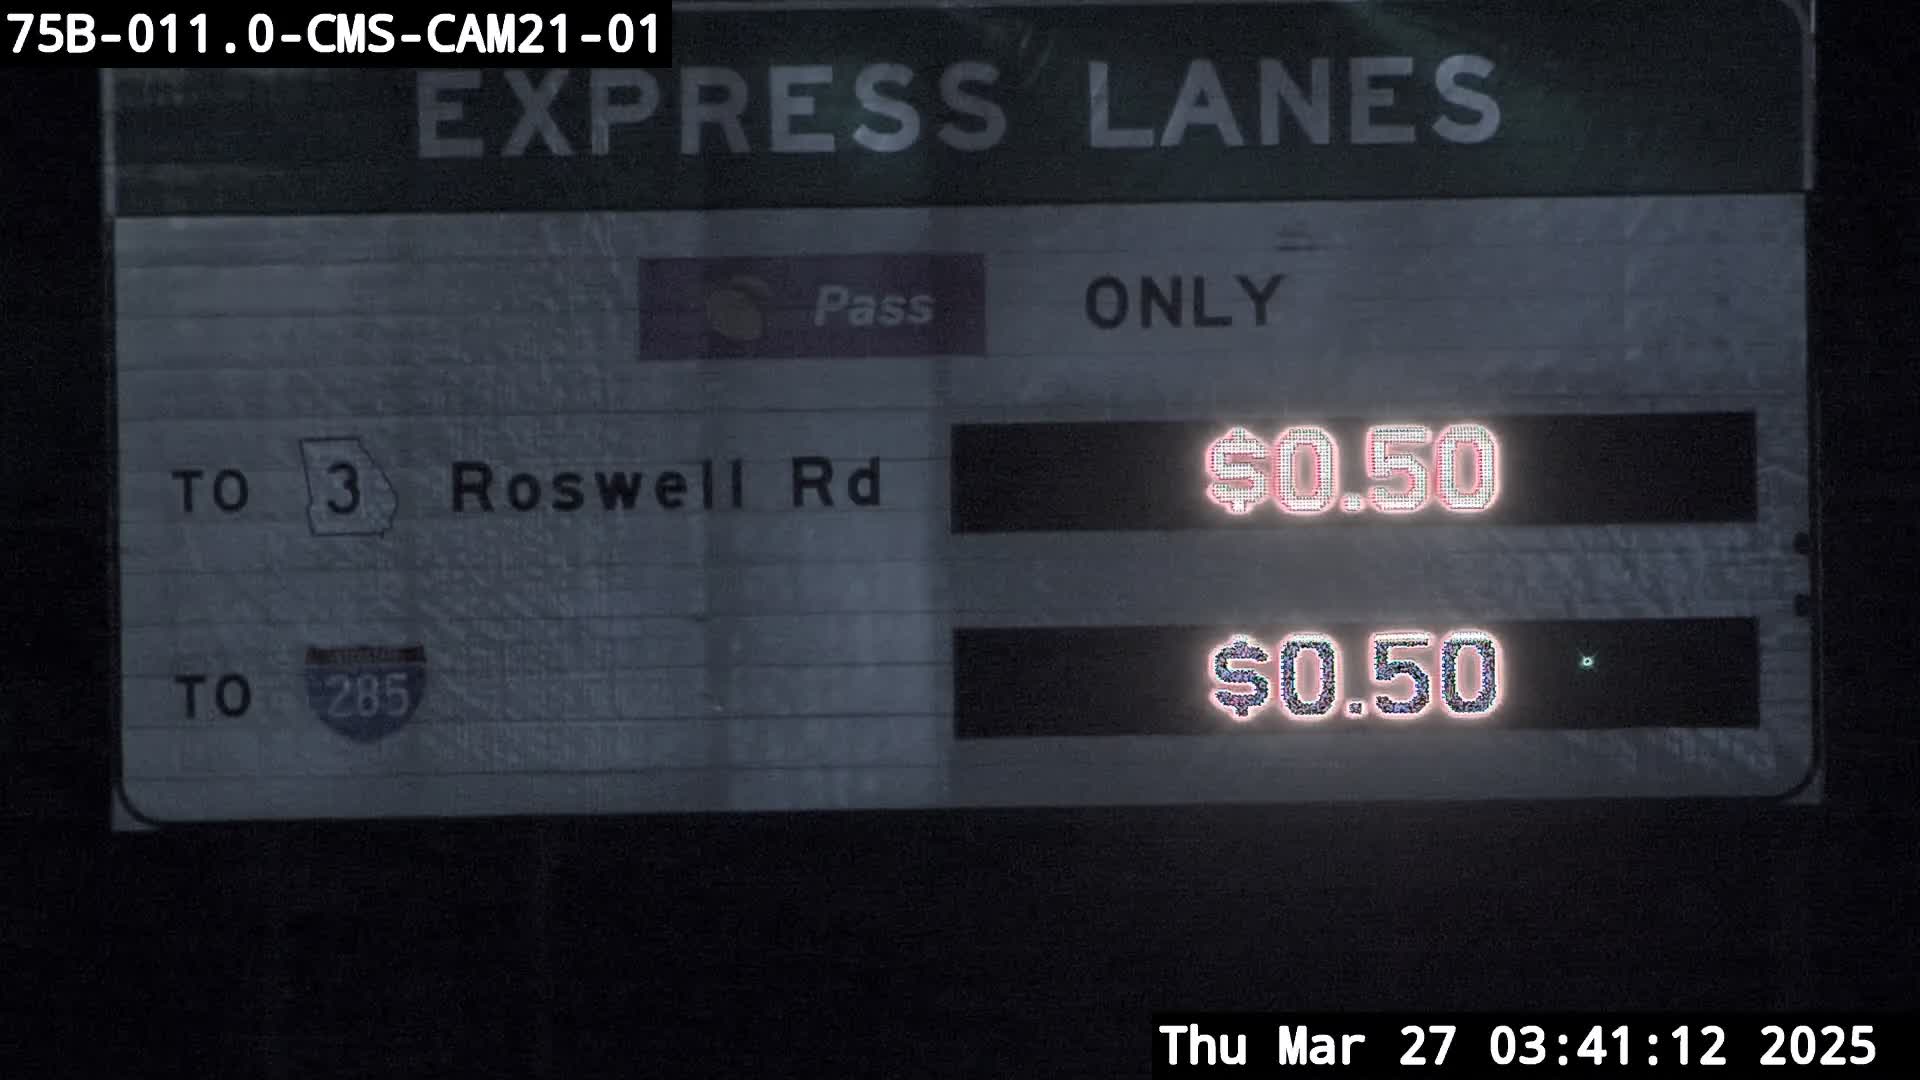 75B-011.0-CMS-CAM21-01
EXPRESS LANES
Pass ONLY
TO 3 Roswell Rd $0.50
TO 285 $0.50
Thu Mar 27 03:41:12 2025